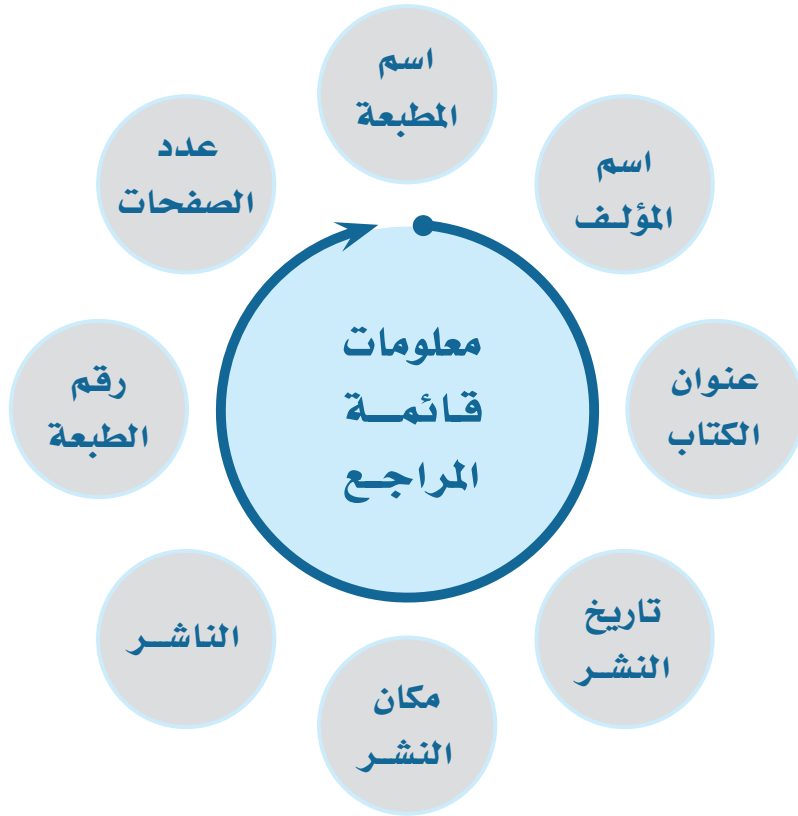 معلومات
قائمة
المراجع
اسم
المطبعة
اسم
المؤلف
عنوان
الكتاب
تاريخ
النشر
مكان
النشر
الناشر
رقم
الطبعة
عدد
الصفحات